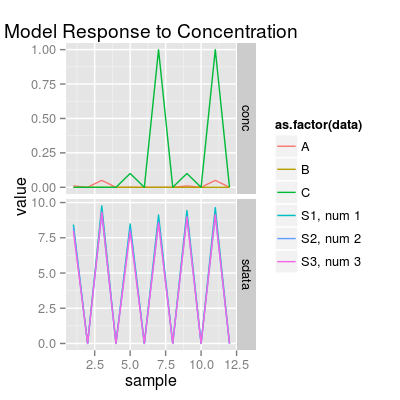 Model Response to Concentration
1.00
0.75
0.50
0.25
0.00
conc
10.0
7.5
5.0
2.5
0.0
sdata
value
2.5
5.0
7.5
10.0
12.5
sample
as.factor(data)
A
B
C
S1, num 1
S2, num 2
S3, num 3